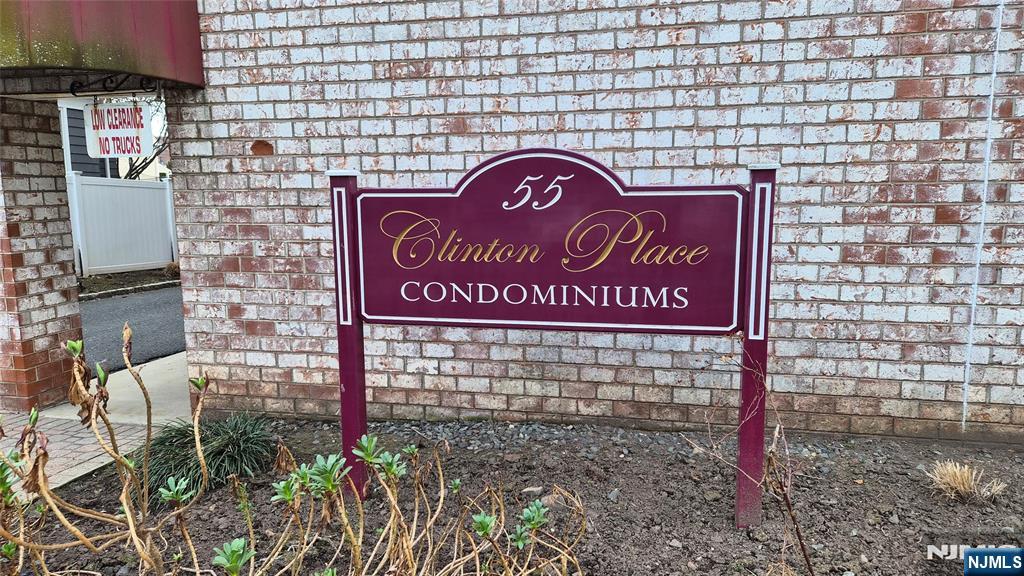 LOW CLEARANCE
NO TRUCKS
55
Clinton Place
CONDOMINIUMS
NJMLS
NJMLS